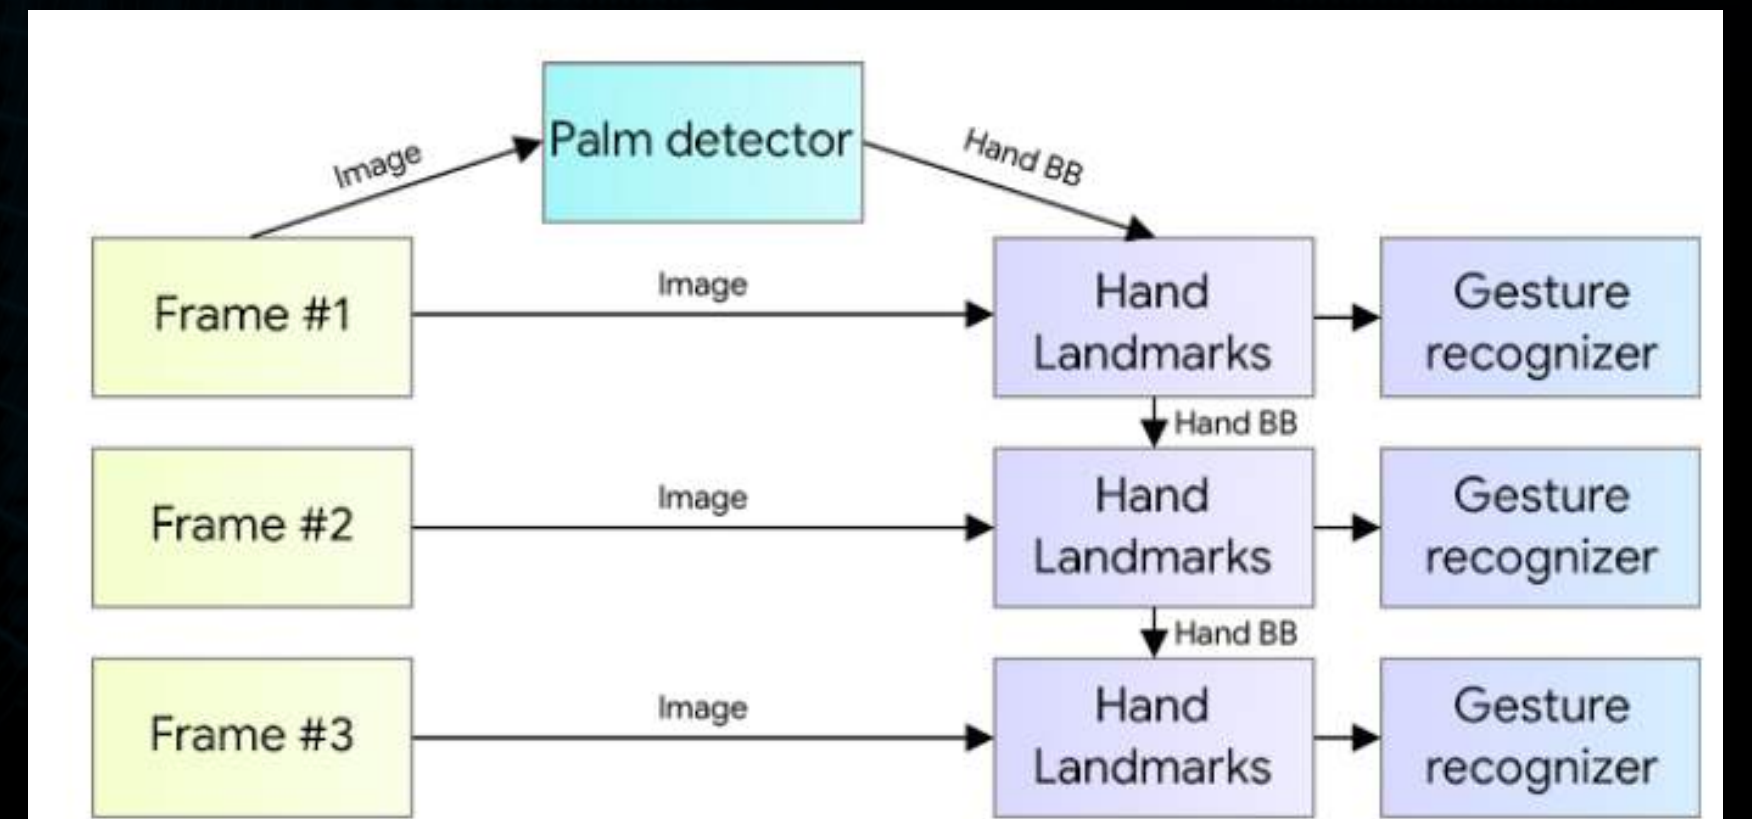 Palm detector
Image
Hand BB
Frame #1
Image
Hand
Landmarks
Gesture
recognizer
Hand BB
Frame #2
Image
Hand
Landmarks
Gesture
recognizer
Hand BB
Frame #3
Image
Hand
Landmarks
Gesture
recognizer